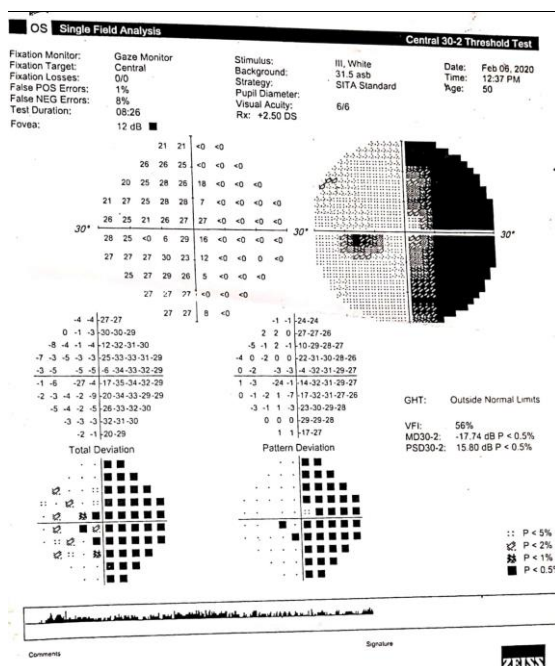 OS Single Field Analysis
Central 30-2 Threshold Test
Fixation Monitor: Gaze Monitor
Fixation Target: Central
Fixation Losses: 0/0
False POS Errors: 1%
False NEG Errors: 8%
Test Duration: 08:26
Fovea: 12 dB
Stimulus: III, White
Background: 31.5 asb
Strategy: SITA Standard
Pupil Diameter:
Visual Acuity: 6/6
Rx: +2.50 DS
Date: Feb 06, 2020
Time: 12:37 PM
Age: 50
21 21 <0 <0
26 26 25 <0 <0 <0
20 25 28 26 18 <0 <0 <0
21 27 25 28 28 7 <0 <0 <0 <0
26 25 21 26 27 27 <0 <0 <0 <0
30° 30°
28 25 <0 6 29 16 <0 <0 <0 <0
27 27 27 30 23 12 <0 <0 0 <0
25 27 29 26 5 <0 <0 <0
27 27 27 <0 <0 <0
27 27 8 <0
-4 -4 -27 -27
0 -1 -3 -30 -30 -29
-8 -4 -1 -4 -12 -32 -31 -30
-7 -3 -5 -3 -3 -25 -33 -33 -31 -29
-3 -5 -5 -5 -6 -34 -33 -32 -29
-1 -6 -27 -4 -17 -35 -34 -32 -29
-2 -3 -4 -2 -9 -20 -34 -33 -29 -29
-5 -4 -2 -5 -26 -33 -32 -30
-3 -3 -3 -32 -31 -30
-2 -1 -20 -29
Total Deviation
-1 -1 -24 -24
2 2 0 -27 -27 -26
-5 -1 2 -1 -10 -29 -28 -27
-4 0 -2 0 0 -22 -31 -30 -28 -26
0 -2 -3 -3 -4 -32 -31 -29 -27
1 -3 -24 -1 -14 -32 -31 -29 -27
0 -1 -2 1 -7 -17 -32 -31 -27 -26
-3 -1 1 -3 -23 -30 -29 -28
0 0 0 -29 -29 -28
1 1 -17 -27
Pattern Deviation
GHT: Outside Normal Limits
VFI: 56%
MD30-2: -17.74 dB P < 0.5%
PSD30-2: 15.80 dB P < 0.5%
P < 5%
P < 2%
P < 1%
P < 0.5%
Comments
Signature
ZEISS